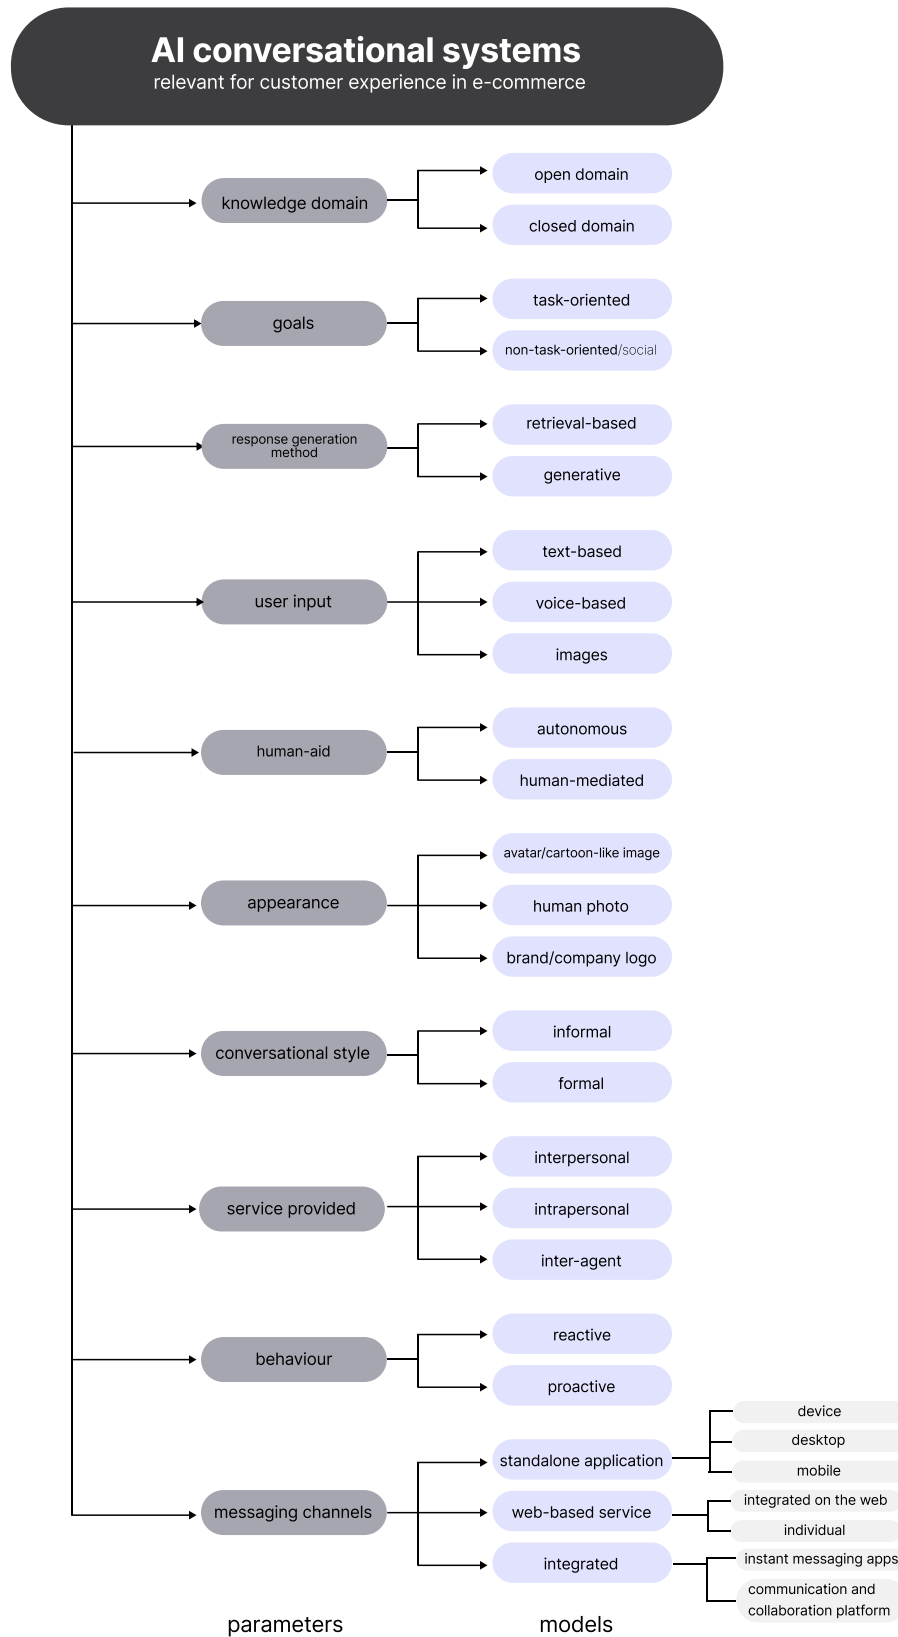 AI conversational systems
relevant for customer experience in e-commerce
knowledge domain
open domain
closed domain
goals
task-oriented
non-task-oriented/social
response generation
method
retrieval-based
generative
user input
text-based
voice-based
images
human-aid
autonomous
human-mediated
appearance
avatar/cartoon-like image
human photo
brand/company logo
conversational style
informal
formal
service provided
interpersonal
intrapersonal
inter-agent
behaviour
reactive
proactive
messaging channels
standalone application
device
desktop
mobile
web-based service
integrated on the web
individual
integrated
instant messaging apps
communication and
collaboration platform
parameters
models